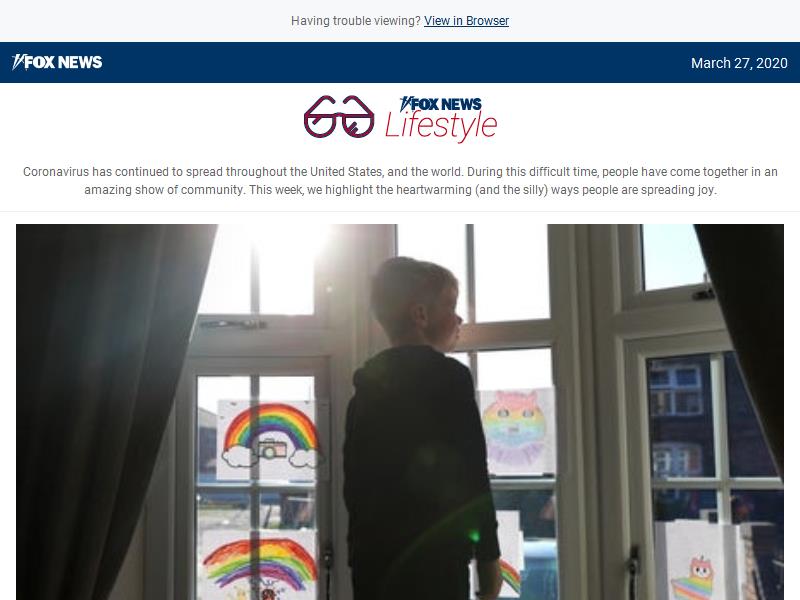 Having trouble viewing? View in Browser
FOX NEWS
March 27, 2020
FOX NEWS
Lifestyle
Coronavirus has continued to spread throughout the United States, and the world. During this difficult time, people have come together in an
amazing show of community. This week, we highlight the heartwarming (and the silly) ways people are spreading joy.